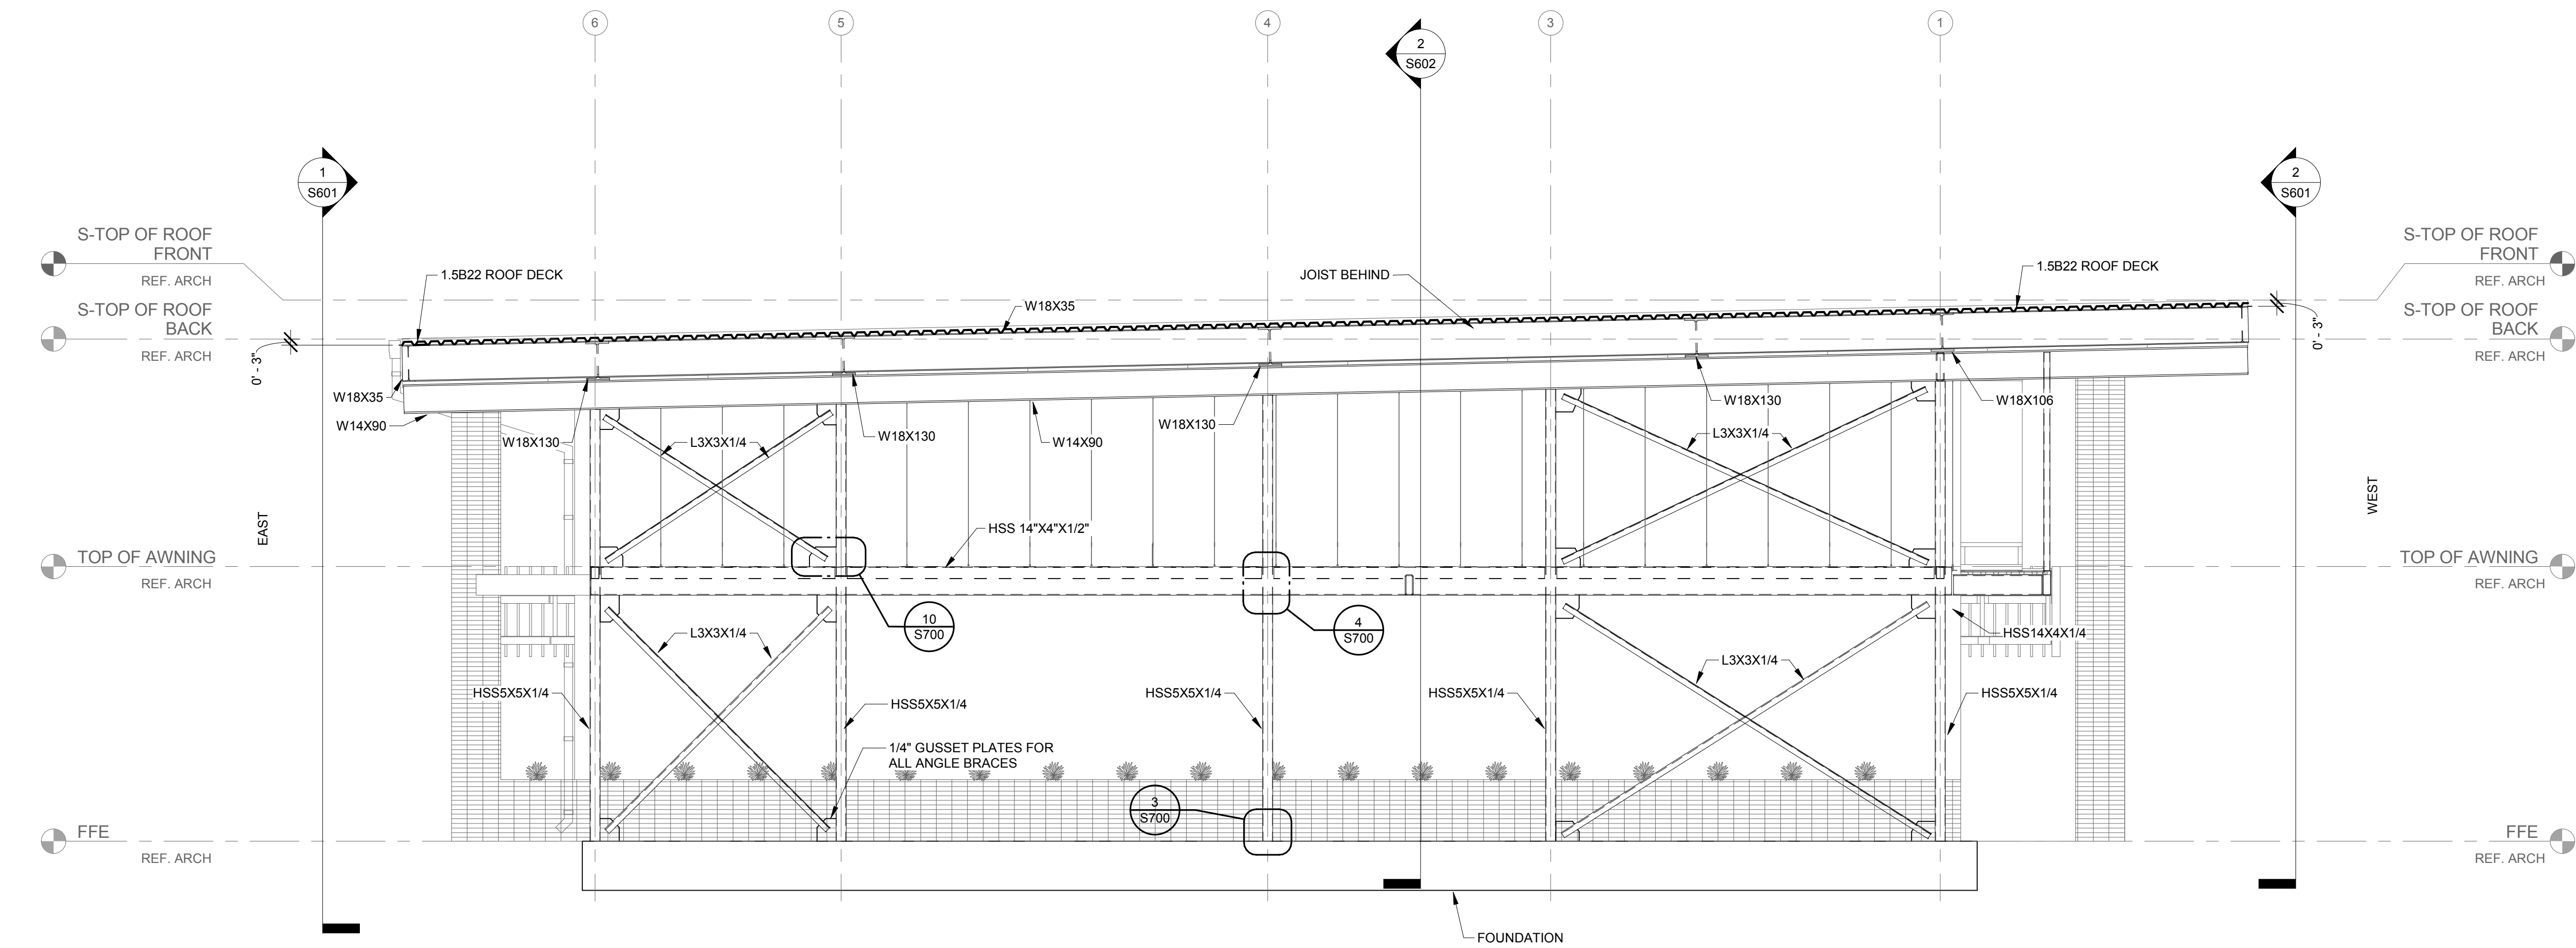 6
5
4
3
1
2
S602
1
S601
2
S601
S-TOP OF ROOF
FRONT
REF. ARCH
S-TOP OF ROOF
BACK
REF. ARCH
S-TOP OF ROOF
FRONT
REF. ARCH
S-TOP OF ROOF
BACK
REF. ARCH
1.5B22 ROOF DECK
JOIST BEHIND
1.5B22 ROOF DECK
W18X35
0' - 3"
0' - 3"
W18X35
W14X90
W18X130
W18X130
W14X90
W18X130
W18X130
W18X106
L3X3X1/4
L3X3X1/4
EAST
WEST
HSS 14"X4"X1/2"
TOP OF AWNING
REF. ARCH
TOP OF AWNING
REF. ARCH
10
S700
4
S700
L3X3X1/4
HSS14X4X1/4
L3X3X1/4
HSS5X5X1/4
HSS5X5X1/4
HSS5X5X1/4
HSS5X5X1/4
HSS5X5X1/4
1/4" GUSSET PLATES FOR
ALL ANGLE BRACES
3
S700
FFE
REF. ARCH
FFE
REF. ARCH
FOUNDATION